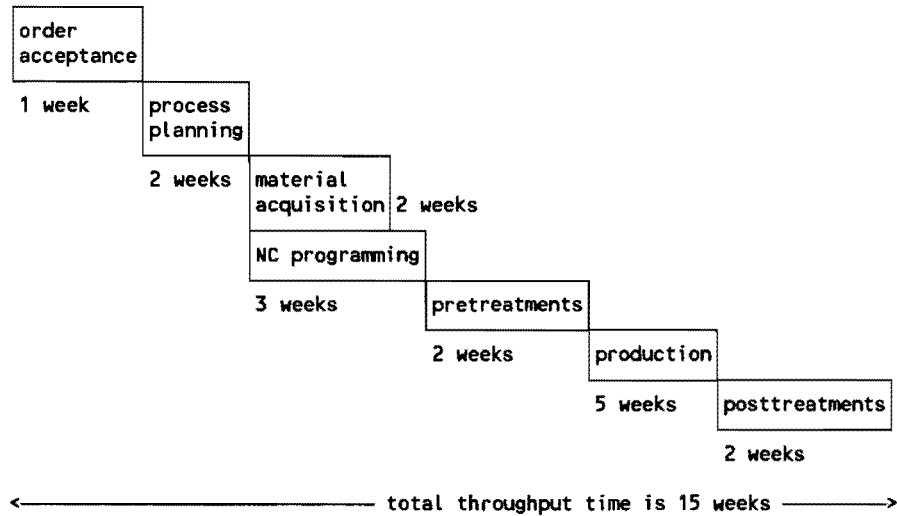 order
acceptance
1 week
process
planning
2 weeks
material
acquisition
2 weeks
NC programming
3 weeks
pretreatments
2 weeks
production
5 weeks
posttreatments
2 weeks
total throughput time is 15 weeks